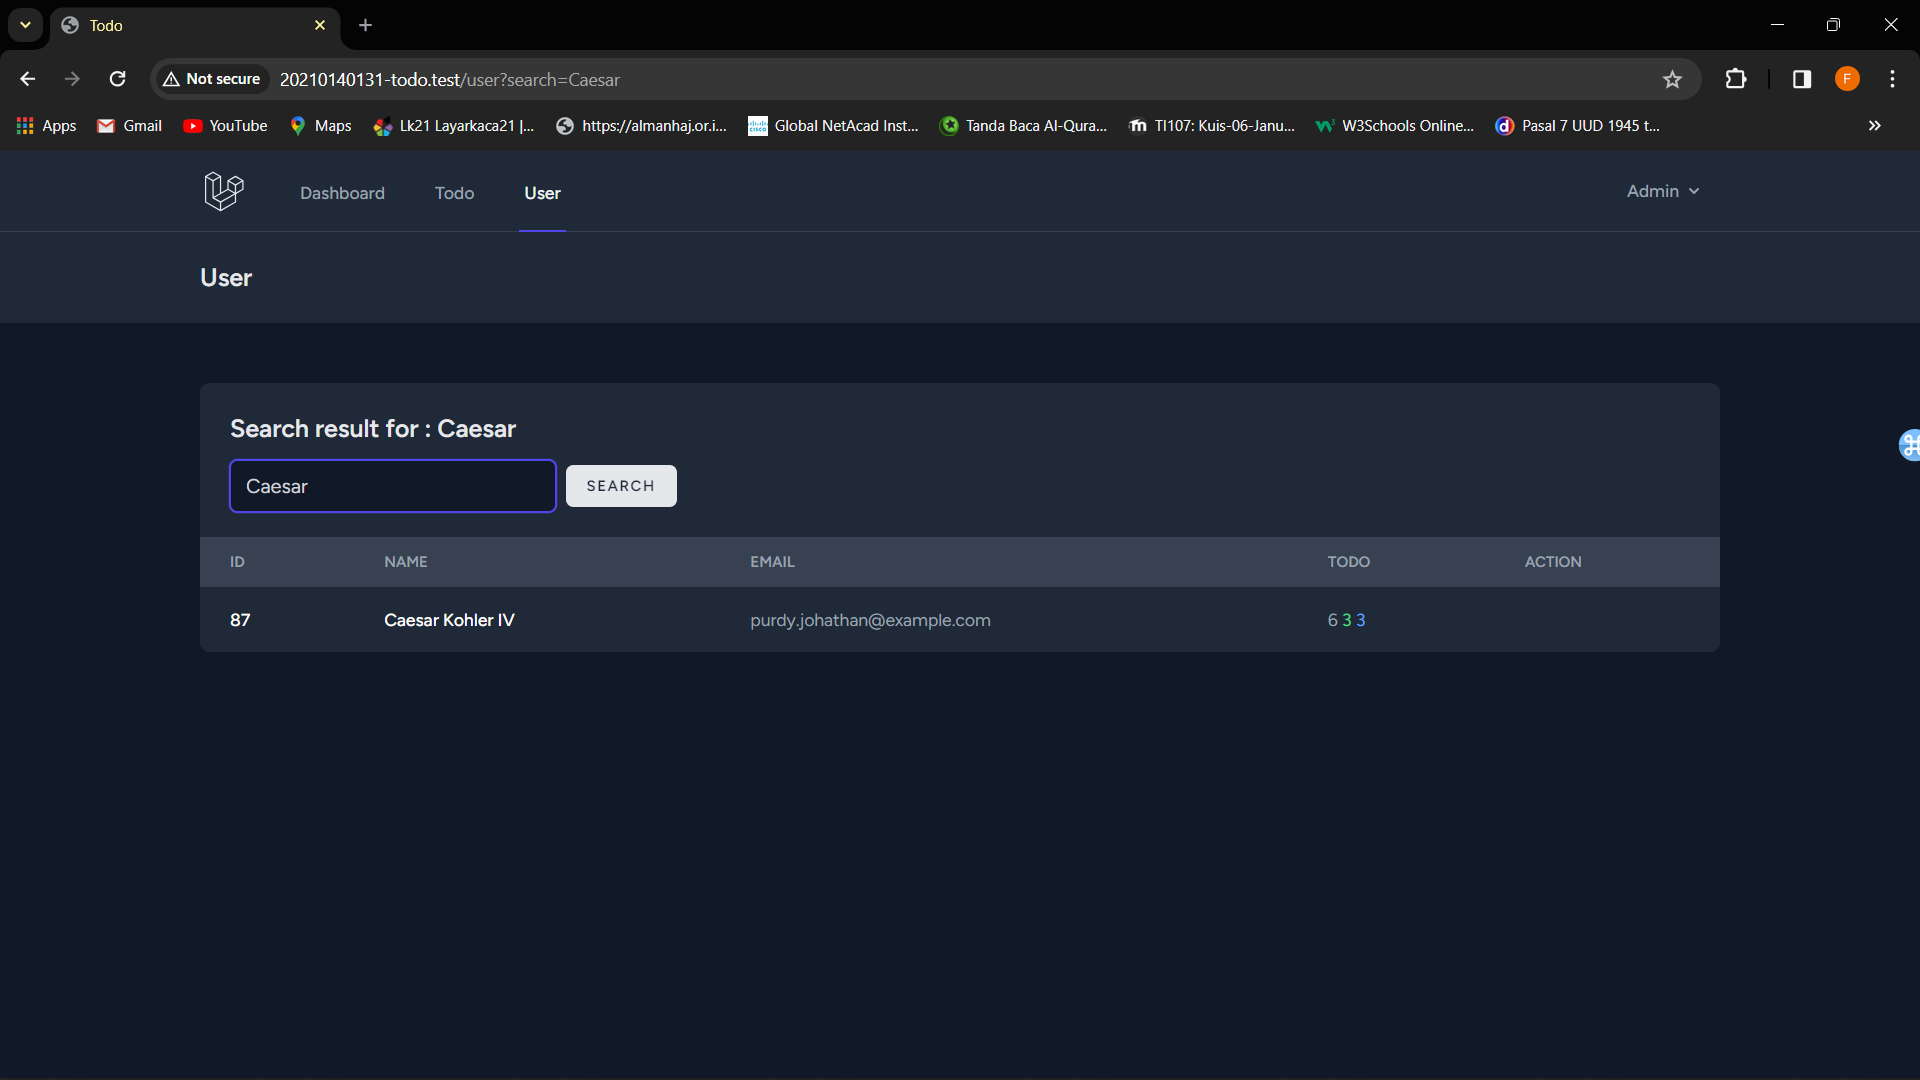 Todo
Not secure 20210140131-todo.test/user?search=Caesar
F
Apps Gmail YouTube Maps Lk21 Layarkaca21 |... https://almanhaj.or.i... Global NetAcad Inst... Tanda Baca Al-Qura... TI107: Kuis-06-Janu... W3Schools Online... Pasal 7 UUD 1945 t...
Dashboard Todo User Admin
User
Search result for : Caesar
Caesar SEARCH
ID NAME EMAIL TODO ACTION
87 Caesar Kohler IV purdy.johathan@example.com 6 3 3